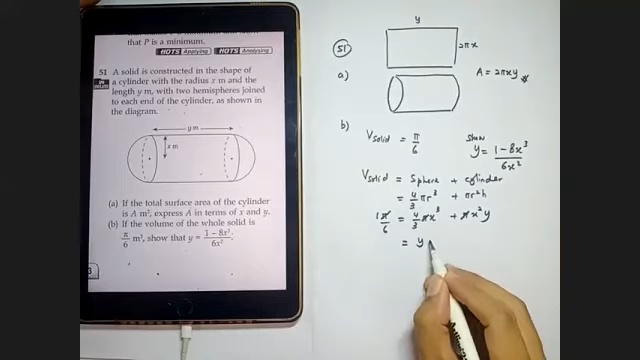 that P is a minimum.
HOTS Applying HOTS Analysing
51 A solid is constructed in the shape of
a cylinder with the radius x m and the
length y m, with two hemispheres joined
to each end of the cylinder, as shown in
the diagram.
y m
x m
(a) If the total surface area of the cylinder
is A m², express A in terms of x and y.
(b) If the volume of the whole solid is
π/6 m³, show that y = 1 − 8x³/6x².
3
51
y
2πx
a)
A = 2πxy
b)
V solid = π/6
show
y = 1 − 8x³/6x²
V solid = Sphere + cylinder
= 4/3 πr³ + πr²h
1π/6 = 4/3 πx³ + πx²y
= y